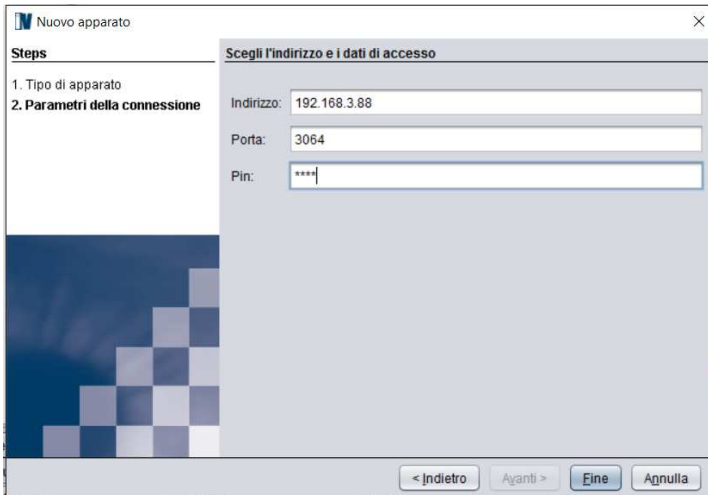 Nuovo apparato
Steps
1. Tipo di apparato
2. Parametri della connessione
Scegli l'indirizzo e i dati di accesso
Indirizzo: 192.168.3.88
Porta: 3064
Pin: ****
< Indietro Avanti > Fine Annulla